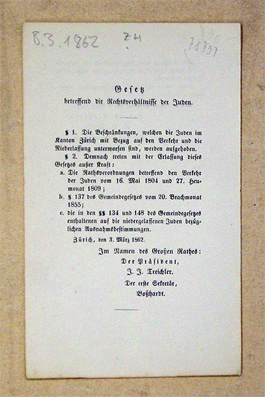 B.3.1862
ZH
Gesetz
betreffend die Rechtsverhältnisse der Juden.
§ 1. Die Beschränkungen, welchen die Juden im
Kanton Zürich mit Bezug auf den Verkehr und die
Niederlassung unterworfen sind, werden aufgehoben.
§ 2. Demnach treten mit der Erlassung dieses
Gesetzes außer Kraft:
a. Die Rathsverordnungen betreffend den Verkehr
der Juden vom 16. Mai 1804 und 27. Heu-
monat 1809;
b. § 137 des Gemeindegesetzes vom 20. Brachmonat
1855;
c. die in den §§ 134 und 148 des Gemeindegesetzes
enthaltenen auf die niedergelassenen Juden bezüg-
lichen Ausnahmsbestimmungen.
Zürich, den 3. März 1862.
Im Namen des Großen Rathes:
Der Präsident,
J. J. Treichler.
Der erste Sekretär,
Boßhardt.